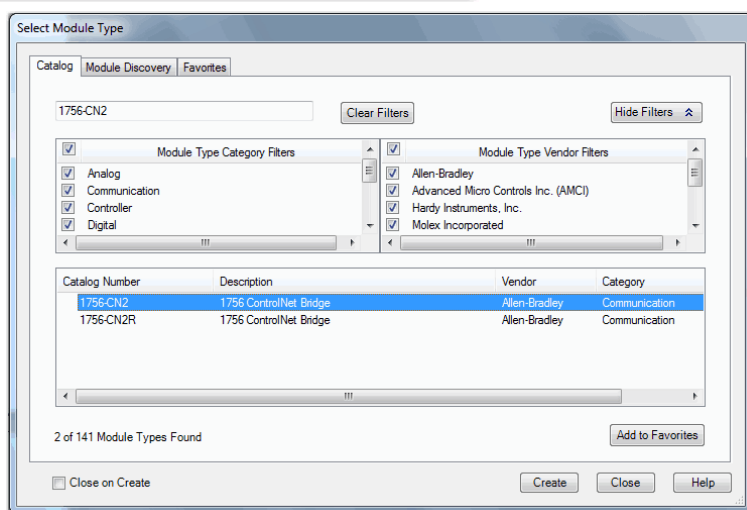 Select Module Type
Catalog Module Discovery Favorites
1756-CN2 Clear Filters Hide Filters
Module Type Category Filters Module Type Vendor Filters
Analog Allen-Bradley
Communication Advanced Micro Controls Inc. (AMCI)
Controller Hardy Instruments, Inc.
Digital Molex Incorporated
Catalog Number Description Vendor Category
1756-CN2 1756 ControlNet Bridge Allen-Bradley Communication
1756-CN2R 1756 ControlNet Bridge Allen-Bradley Communication
2 of 141 Module Types Found Add to Favorites
Close on Create Create Close Help